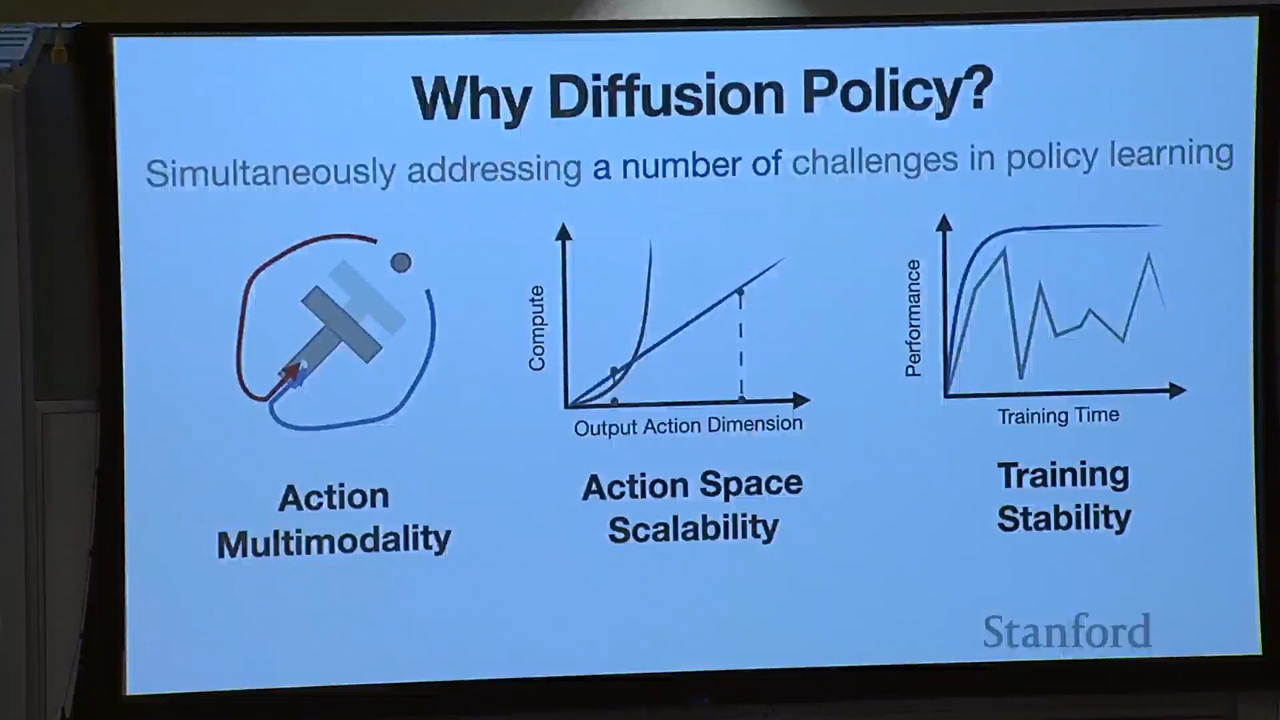 Why Diffusion Policy?
Simultaneously addressing a number of challenges in policy learning
Compute
Output Action Dimension
Performance
Training Time
Action
Multimodality
Action Space
Scalability
Training
Stability
Stanford